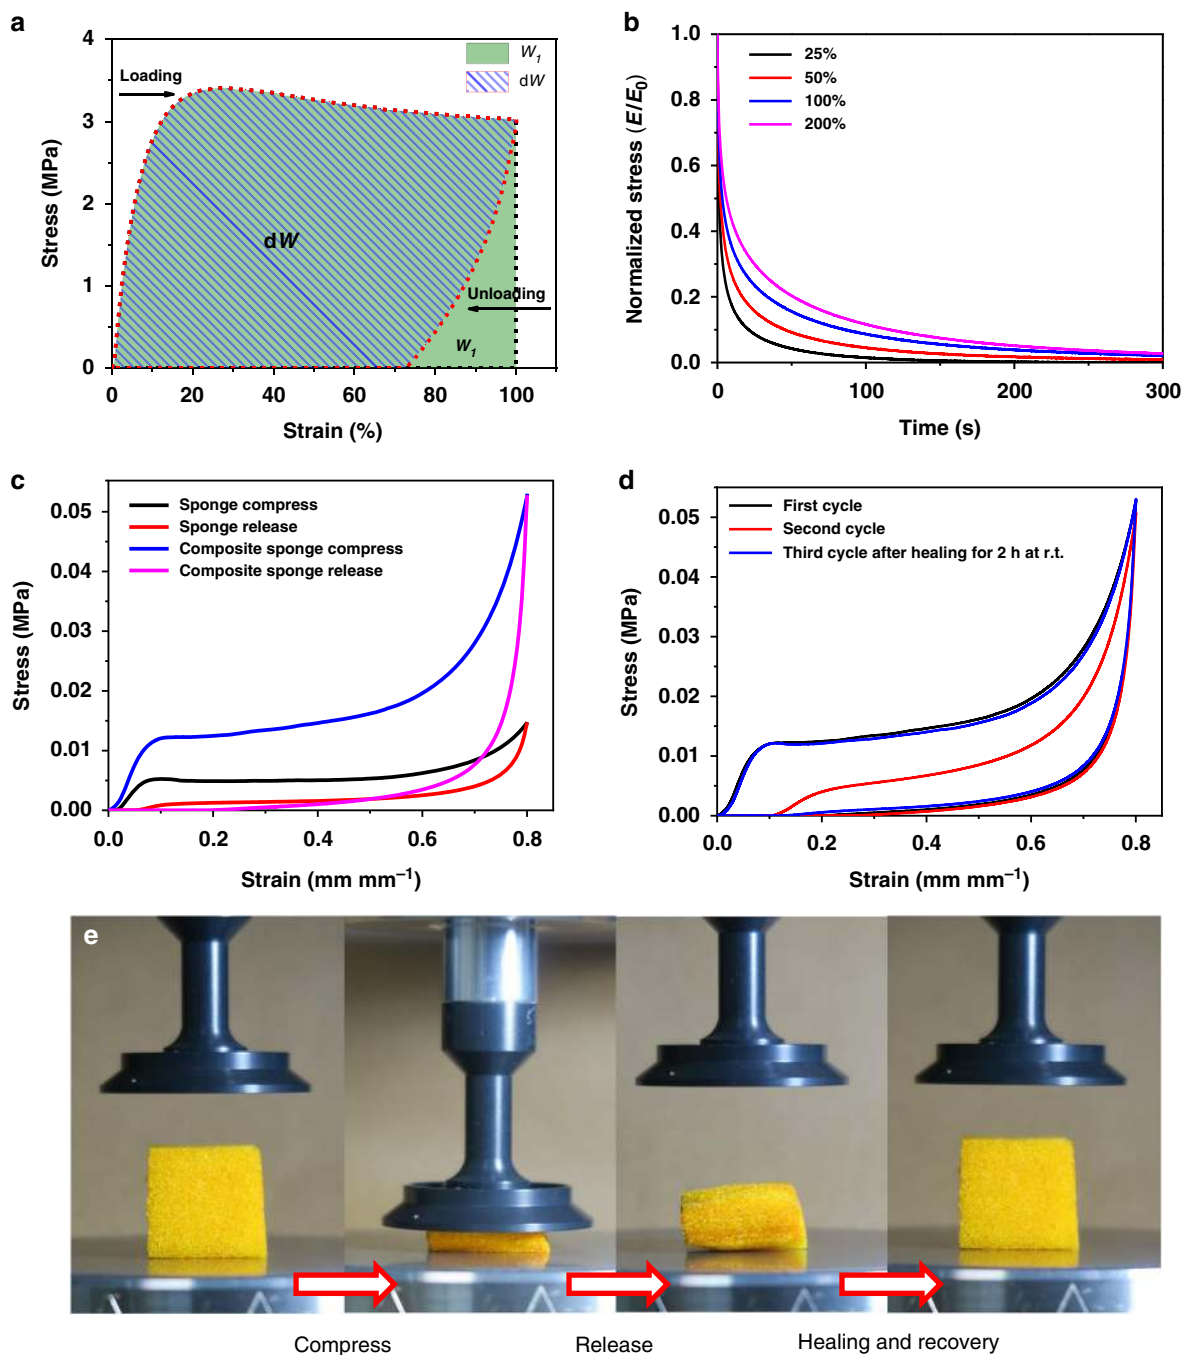 a
4
3
2
1
0
Stress (MPa)
Loading
W1
dW
dW
Unloading
W1
0 20 40 60 80 100
Strain (%)
b
1.0
0.8
0.6
0.4
0.2
0.0
Normalized stress (E/E0)
25%
50%
100%
200%
0 100 200 300
Time (s)
c
0.05
0.04
0.03
0.02
0.01
0.00
Stress (MPa)
Sponge compress
Sponge release
Composite sponge compress
Composite sponge release
0.0 0.2 0.4 0.6 0.8
Strain (mm mm⁻¹)
d
0.05
0.04
0.03
0.02
0.01
0.00
Stress (MPa)
First cycle
Second cycle
Third cycle after healing for 2 h at r.t.
0.0 0.2 0.4 0.6 0.8
Strain (mm mm⁻¹)
e
Compress
Release
Healing and recovery